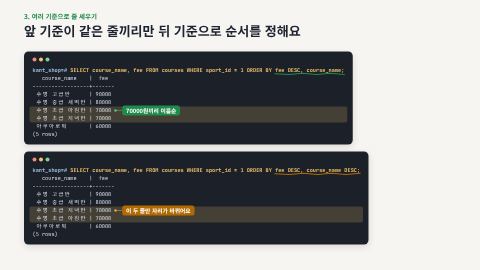 3. 여러 기준으로 줄 세우기
앞 기준이 같은 줄끼리만 뒤 기준으로 순서를 정해요
kant_shop=# SELECT course_name, fee FROM courses WHERE sport_id = 1 ORDER BY fee DESC, course_name;
course_name | fee
---------------+-------
수영 고급반 | 90000
수영 중급 새벽반 | 80000
수영 초급 아침반 | 70000 70000원끼리 이름순
수영 초급 저녁반 | 70000
아쿠아로빅 | 60000
(5 rows)
kant_shop=# SELECT course_name, fee FROM courses WHERE sport_id = 1 ORDER BY fee DESC, course_name DESC;
course_name | fee
---------------+-------
수영 고급반 | 90000
수영 중급 새벽반 | 80000
수영 초급 저녁반 | 70000 이 두 줄만 자리가 바뀌어요
수영 초급 아침반 | 70000
아쿠아로빅 | 60000
(5 rows)